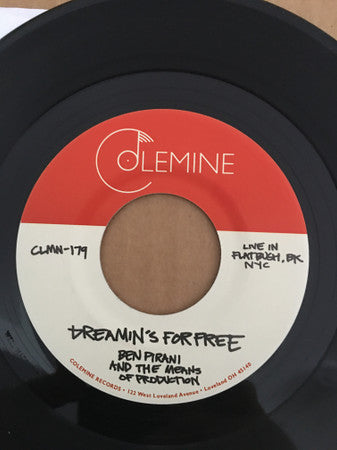 COLEMINE
CLMN-179
LIVE IN
FLATBUSH, BK
NYC
DREAMIN'S FOR FREE
BEN PIRANI
AND THE MEANS
OF PRODUCTION
COLEMINE RECORDS • 122 West Loveland Avenue • Loveland OH 45140